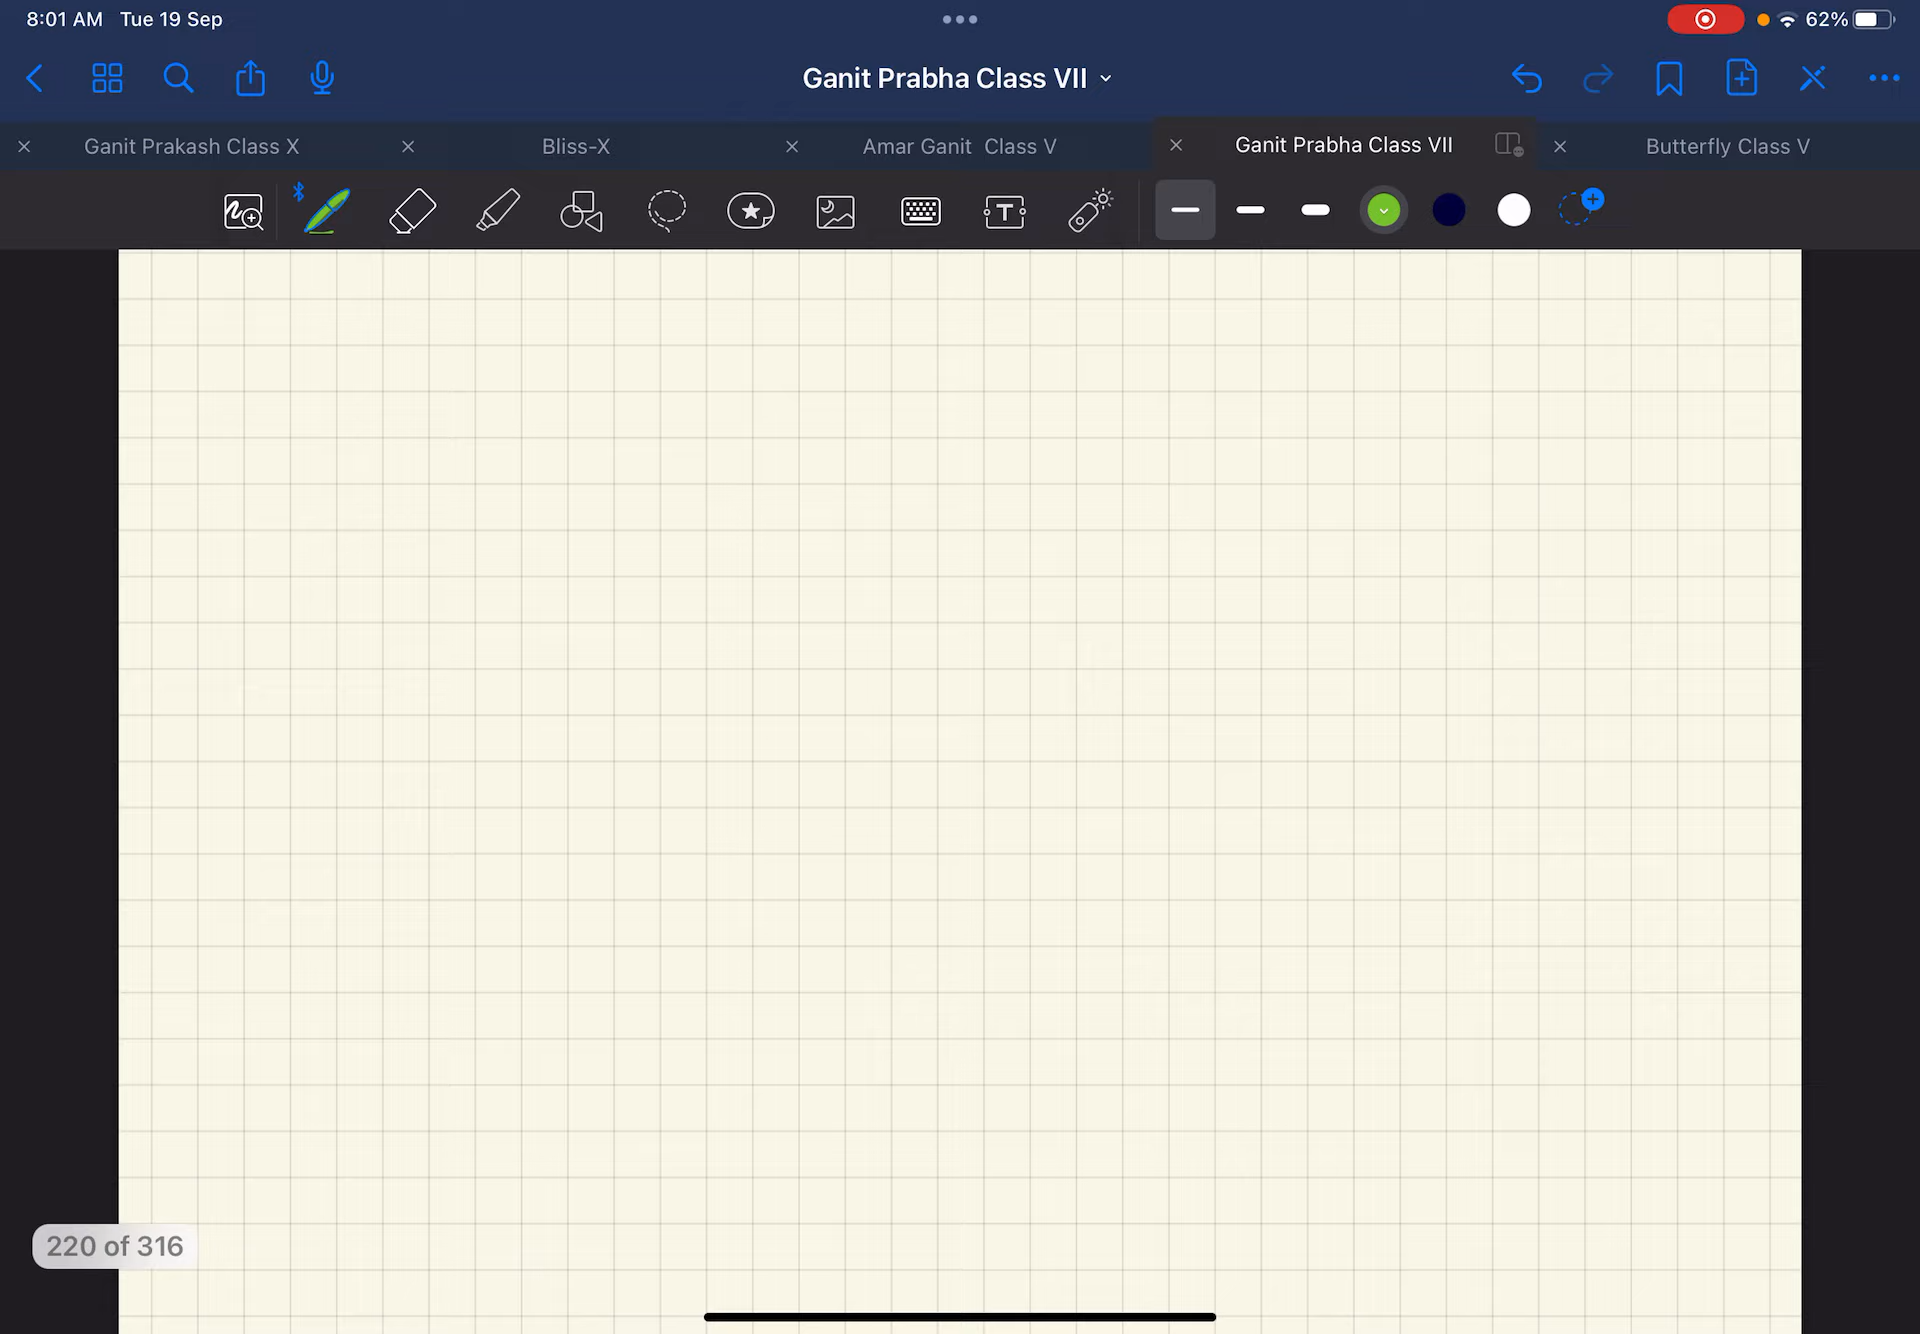 8:01 AM Tue 19 Sep
62%
Ganit Prabha Class VII
Ganit Prakash Class X
Bliss-X
Amar Ganit Class V
Ganit Prabha Class VII
Butterfly Class V
T
220 of 316